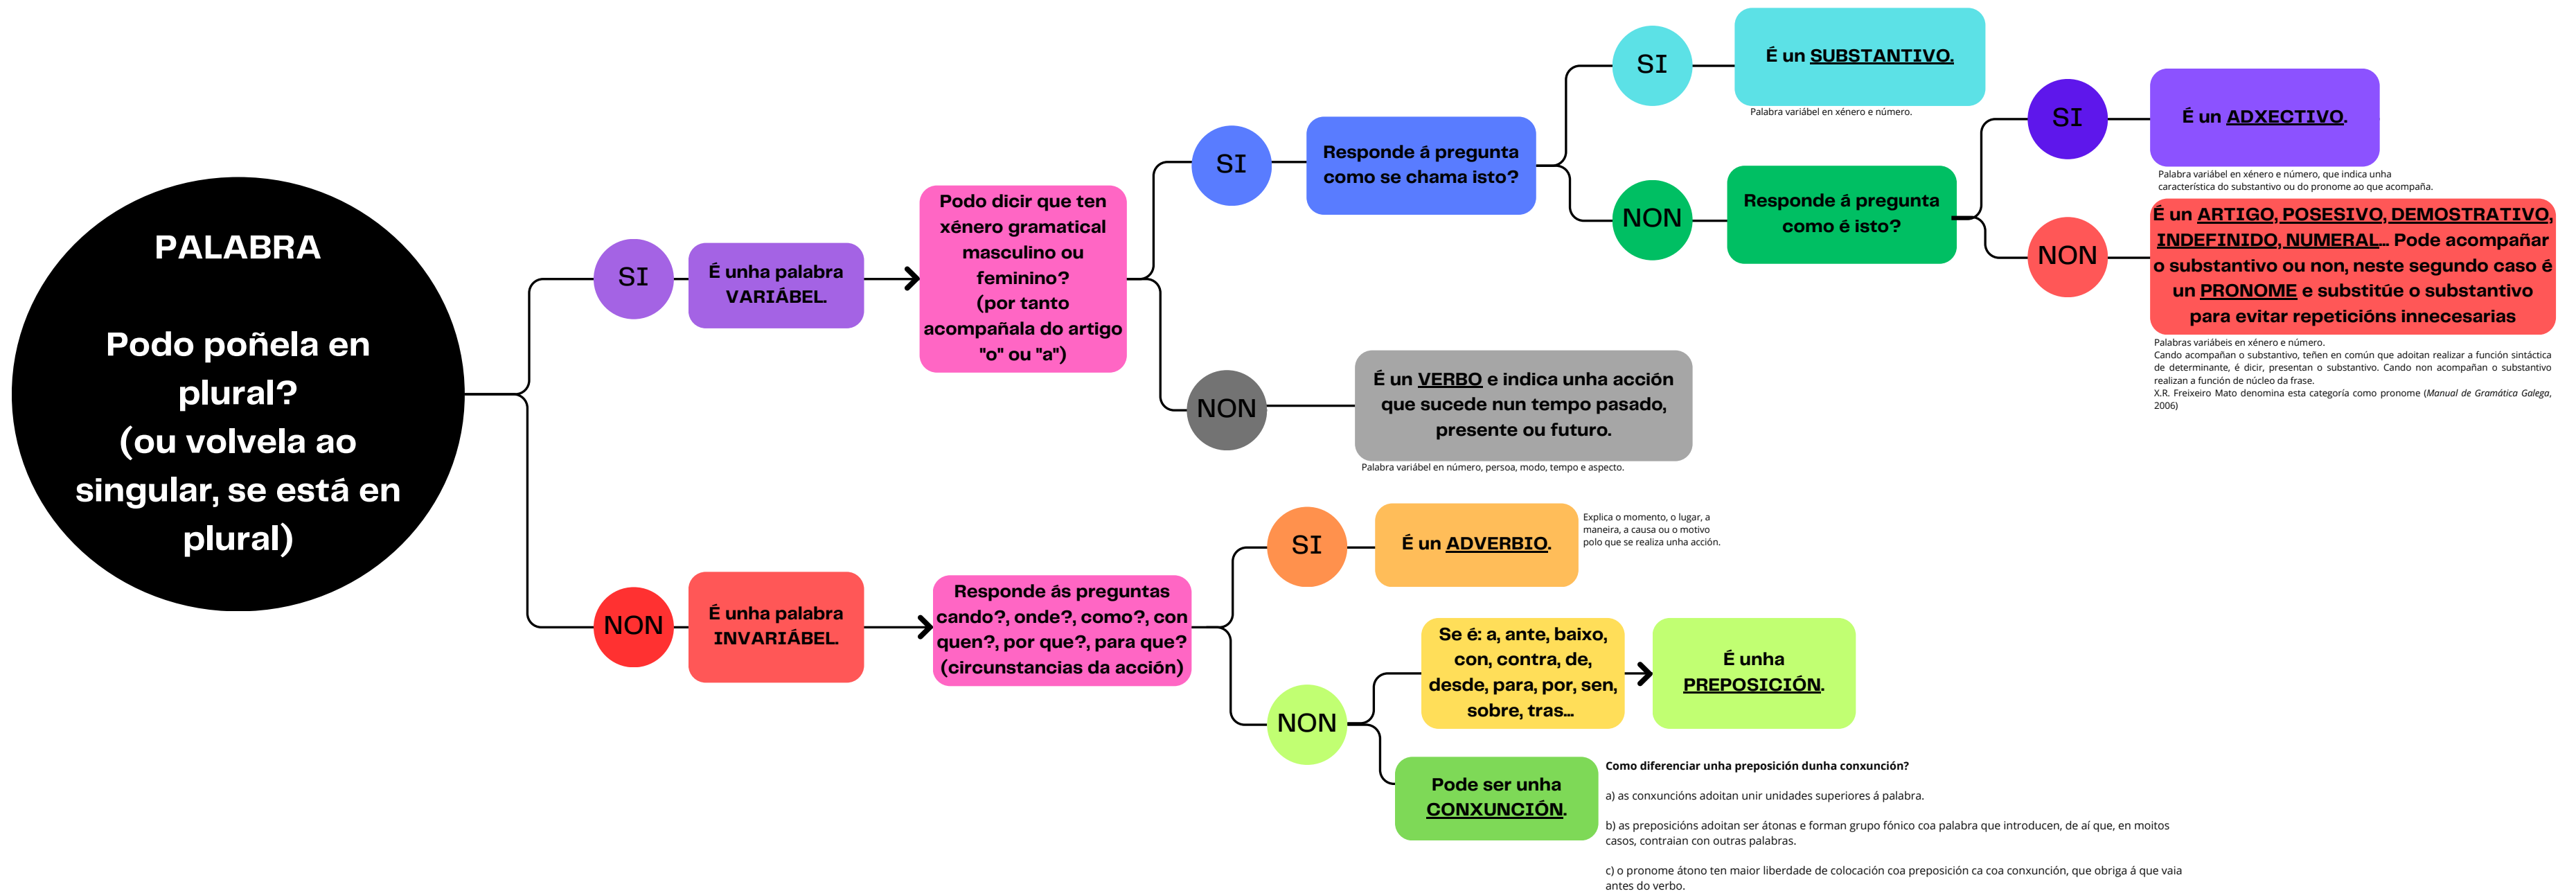 PALABRA
Podo poñela en
plural?
(ou volvela ao
singular, se está en
plural)
SI
É unha palabra
VARIÁBEL.
Podo dicir que ten
xénero gramatical
masculino ou
feminino?
(por tanto
acompañala do artigo
"o" ou "a")
SI
Responde á pregunta
como se chama isto?
SI
É un SUBSTANTIVO.
Palabra variábel en xénero e número.
NON
Responde á pregunta
como é isto?
SI
É un ADXECTIVO.
Palabra variábel en xénero e número, que indica unha
característica do substantivo ou do pronome ao que acompaña.
NON
É un ARTIGO, POSESIVO, DEMOSTRATIVO,
INDEFINIDO, NUMERAL... Pode acompañar
o substantivo ou non, neste segundo caso é
un PRONOME e substitúe o substantivo
para evitar repeticións innecesarias
Palabras variábeis en xénero e número.
Cando acompañan o substantivo, teñen en común que adoitan realizar a función sintáctica
de determinante, é dicir, presentan o substantivo. Cando non acompañan o substantivo
realizan a función de núcleo da frase.
X.R. Freixeiro Mato denomina esta categoría como pronome (Manual de Gramática Galega,
2006)
NON
É un VERBO e indica unha acción
que sucede nun tempo pasado,
presente ou futuro.
Palabra variábel en número, persoa, modo, tempo e aspecto.
NON
É unha palabra
INVARIÁBEL.
Responde ás preguntas
cando?, onde?, como?, con
quen?, por que?, para que?
(circunstancias da acción)
SI
É un ADVERBIO.
Explica o momento, o lugar, a
maneira, a causa ou o motivo
polo que se realiza unha acción.
NON
Se é: a, ante, baixo,
con, contra, de,
desde, para, por, sen,
sobre, tras...
É unha
PREPOSICIÓN.
Pode ser unha
CONXUNCIÓN.
Como diferenciar unha preposición dunha conxunción?
a) as conxuncións adoitan unir unidades superiores á palabra.
b) as preposicións adoitan ser átonas e forman grupo fónico coa palabra que introducen, de aí que, en moitos
casos, contraian con outras palabras.
c) o pronome átono ten maior liberdade de colocación coa preposición ca coa conxunción, que obriga á que vaia
antes do verbo.